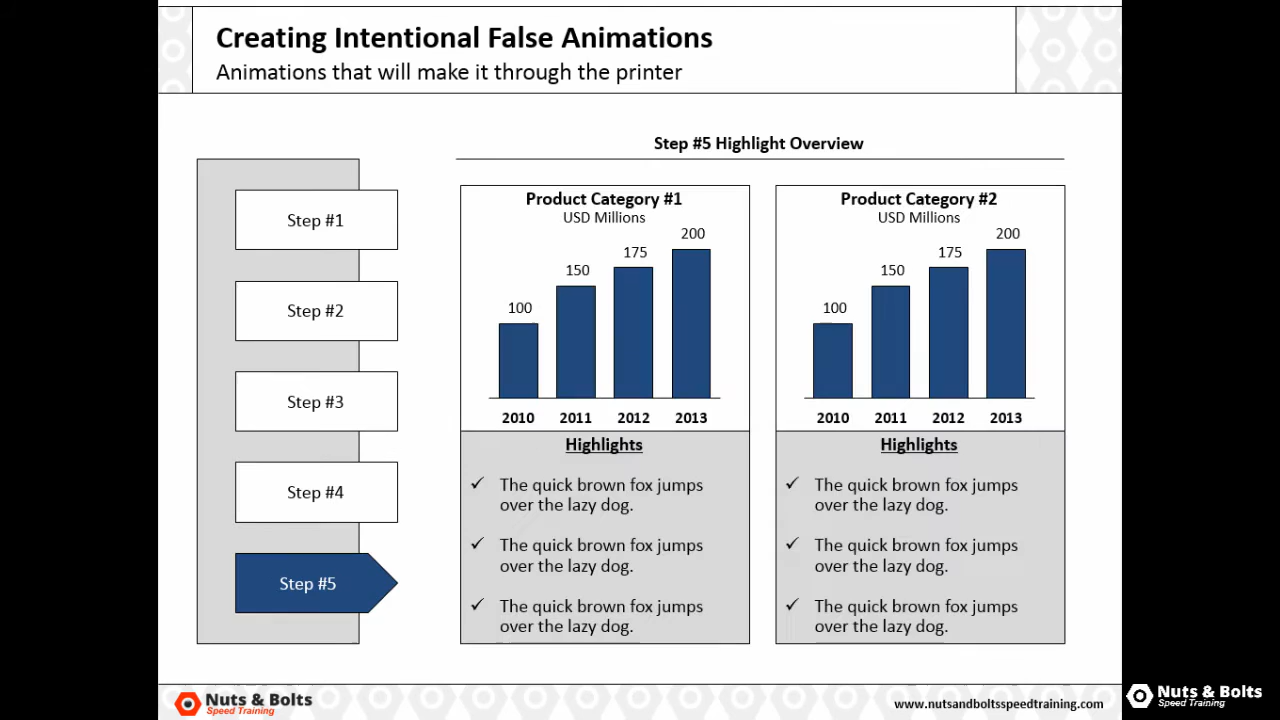 Creating Intentional False Animations
Animations that will make it through the printer
Step #1
Step #2
Step #3
Step #4
Step #5
Step #5 Highlight Overview
Product Category #1
USD Millions
100
150
175
200
2010 2011 2012 2013
Highlights
✓ The quick brown fox jumps
over the lazy dog.
✓ The quick brown fox jumps
over the lazy dog.
✓ The quick brown fox jumps
over the lazy dog.
Product Category #2
USD Millions
100
150
175
200
2010 2011 2012 2013
Highlights
✓ The quick brown fox jumps
over the lazy dog.
✓ The quick brown fox jumps
over the lazy dog.
✓ The quick brown fox jumps
over the lazy dog.
Nuts & Bolts
Speed Training
www.nutsandboltsspeedtraining.com
Nuts & Bolts
Speed Training